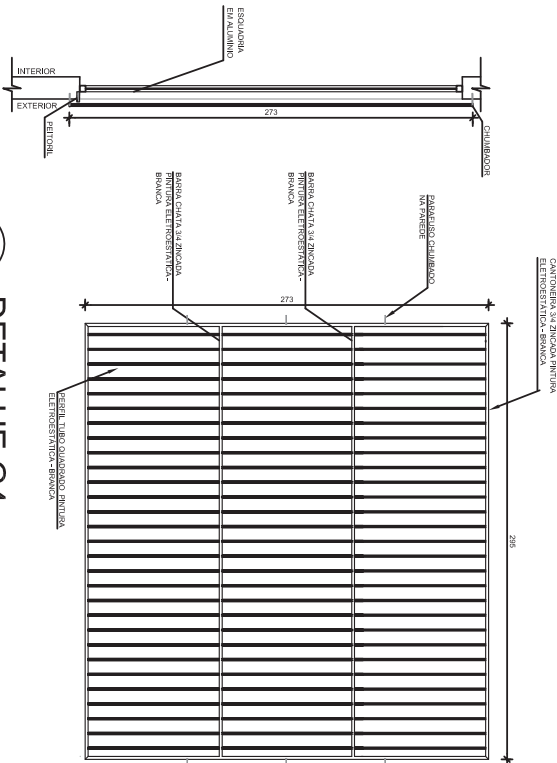 ESQUADRIA
EM ALUMÍNIO
INTERIOR
EXTERIOR
PEITORIL
273
CHUMBADOR
BARRA CHATA 3/4 ZINCADA
PINTURA ELETROESTÁTICA -
BRANCA
BARRA CHATA 3/4 ZINCADA
PINTURA ELETROESTÁTICA -
BRANCA
PARAFUSO CHUMBADO
NA PAREDE
CANTONEIRA 3/4 ZINCADA PINTURA
ELETROESTÁTICA - BRANCA
273
295
PERFIL TUBO QUADRADO PINTURA
ELETROESTÁTICA - BRANCA